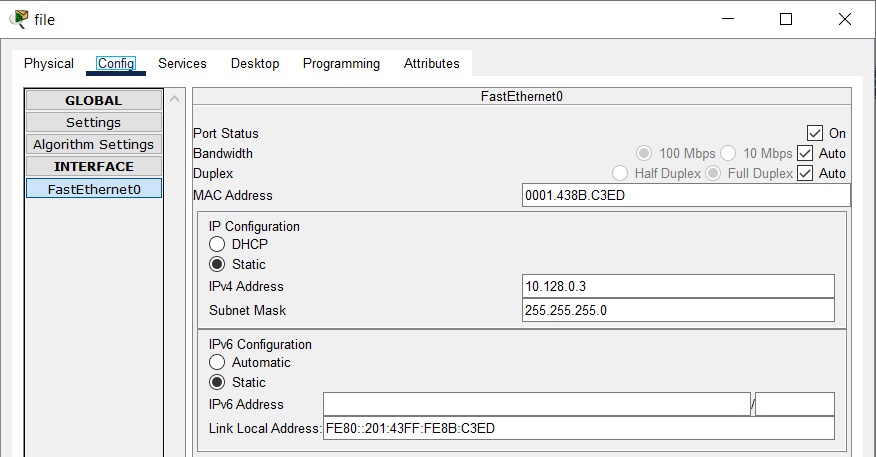 file
Physical Config Services Desktop Programming Attributes
GLOBAL
Settings
Algorithm Settings
INTERFACE
FastEthernet0
FastEthernet0
Port Status On
Bandwidth 100 Mbps 10 Mbps Auto
Duplex Half Duplex Full Duplex Auto
MAC Address 0001.438B.C3ED
IP Configuration
DHCP
Static
IPv4 Address 10.128.0.3
Subnet Mask 255.255.255.0
IPv6 Configuration
Automatic
Static
IPv6 Address /
Link Local Address: FE80::201:43FF:FE8B:C3ED